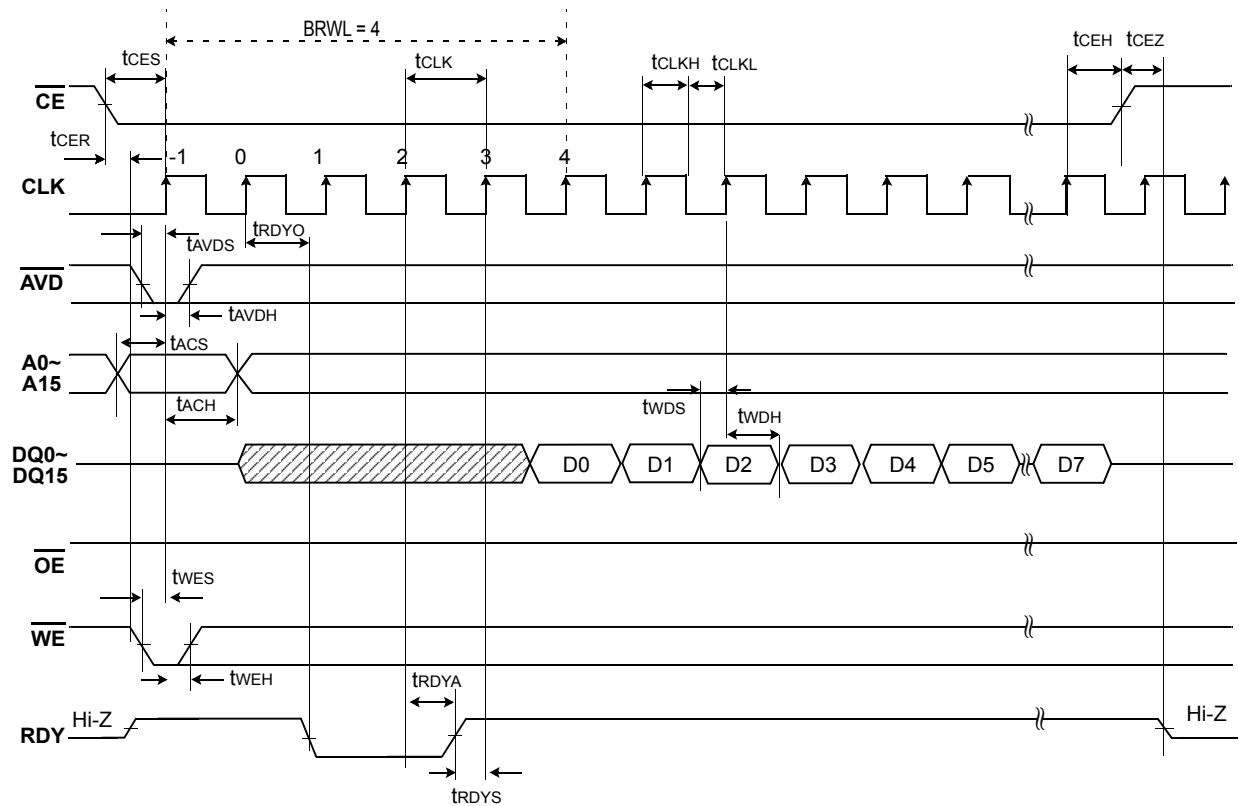 BRWL = 4
tCES
tCLK
tCLKH
tCLKL
tCEH
tCEZ
CE
tCER
-1 0 1 2 3 4
CLK
tRDYO
tAVDS
AVD
tAVDH
tACS
A0~
A15
tACH
tWDS
tWDH
DQ0~
DQ15
D0 D1 D2 D3 D4 D5 D7
OE
tWES
WE
tWEH
tRDYA
Hi-Z
RDY
Hi-Z
tRDYS